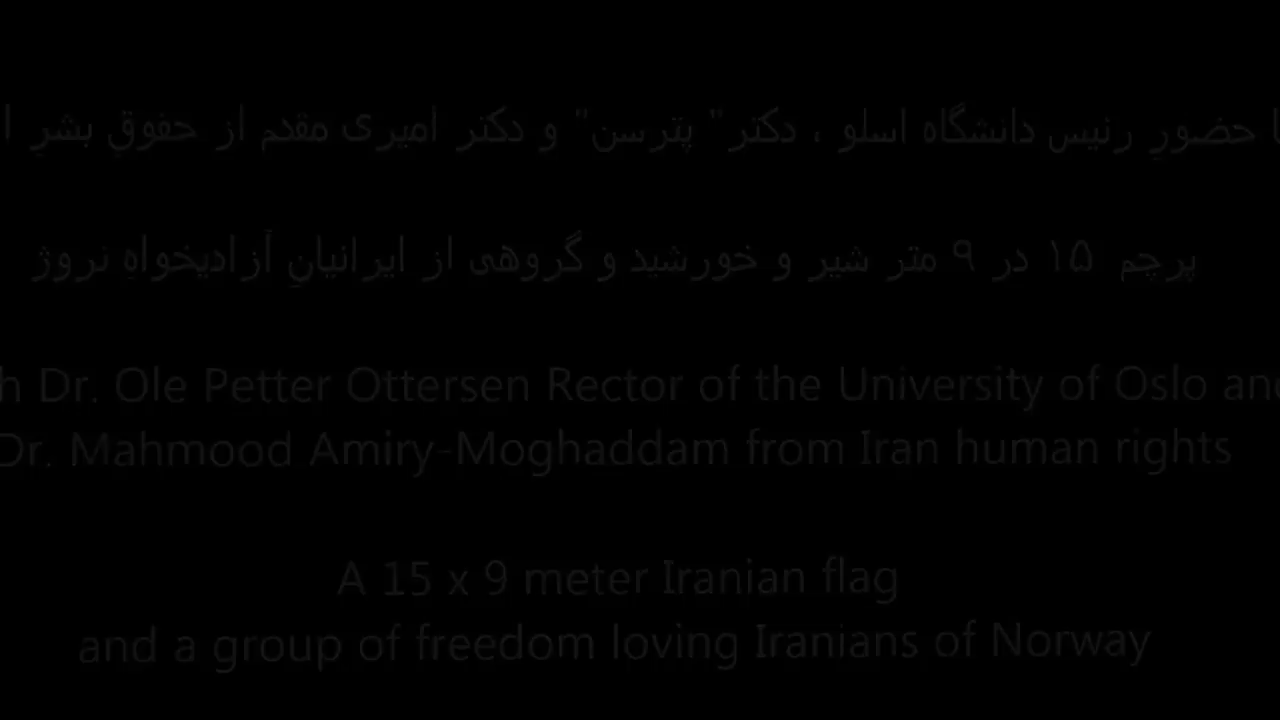 حضورِ رئیس دانشگاه اسلو ، دکتر" پترسن" و دکتر امیری مقدم از حقوقِ بشرِ ا
پرچم ۱۵ در ۹ متر شیر و خورشید و گروهی از ایرانیانِ آزادیخواهِ نروژ
h Dr. Ole Petter Ottersen Rector of the University of Oslo and
Dr. Mahmood Amiry-Moghaddam from Iran human rights
A 15 x 9 meter Iranian flag
and a group of freedom loving Iranians of Norway